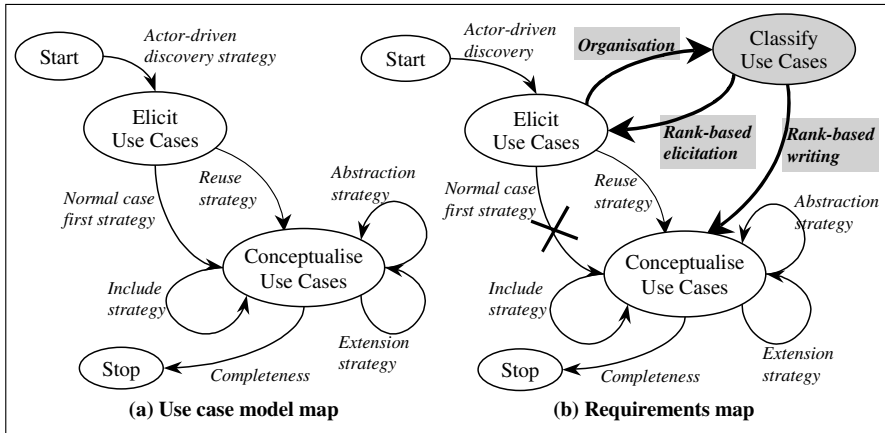 Start
Actor-driven
discovery strategy
Elicit
Use Cases
Normal case
first strategy
Reuse
strategy
Abstraction
strategy
Conceptualise
Use Cases
Include
strategy
Extension
strategy
Stop
Completeness
(a) Use case model map
Start
Actor-driven
discovery
Organisation
Classify
Use Cases
Elicit
Use Cases
Rank-based
elicitation
Rank-based
writing
Normal case
first strategy
Reuse
strategy
Abstraction
strategy
Conceptualise
Use Cases
Include
strategy
Extension
strategy
Stop
Completeness
(b) Requirements map